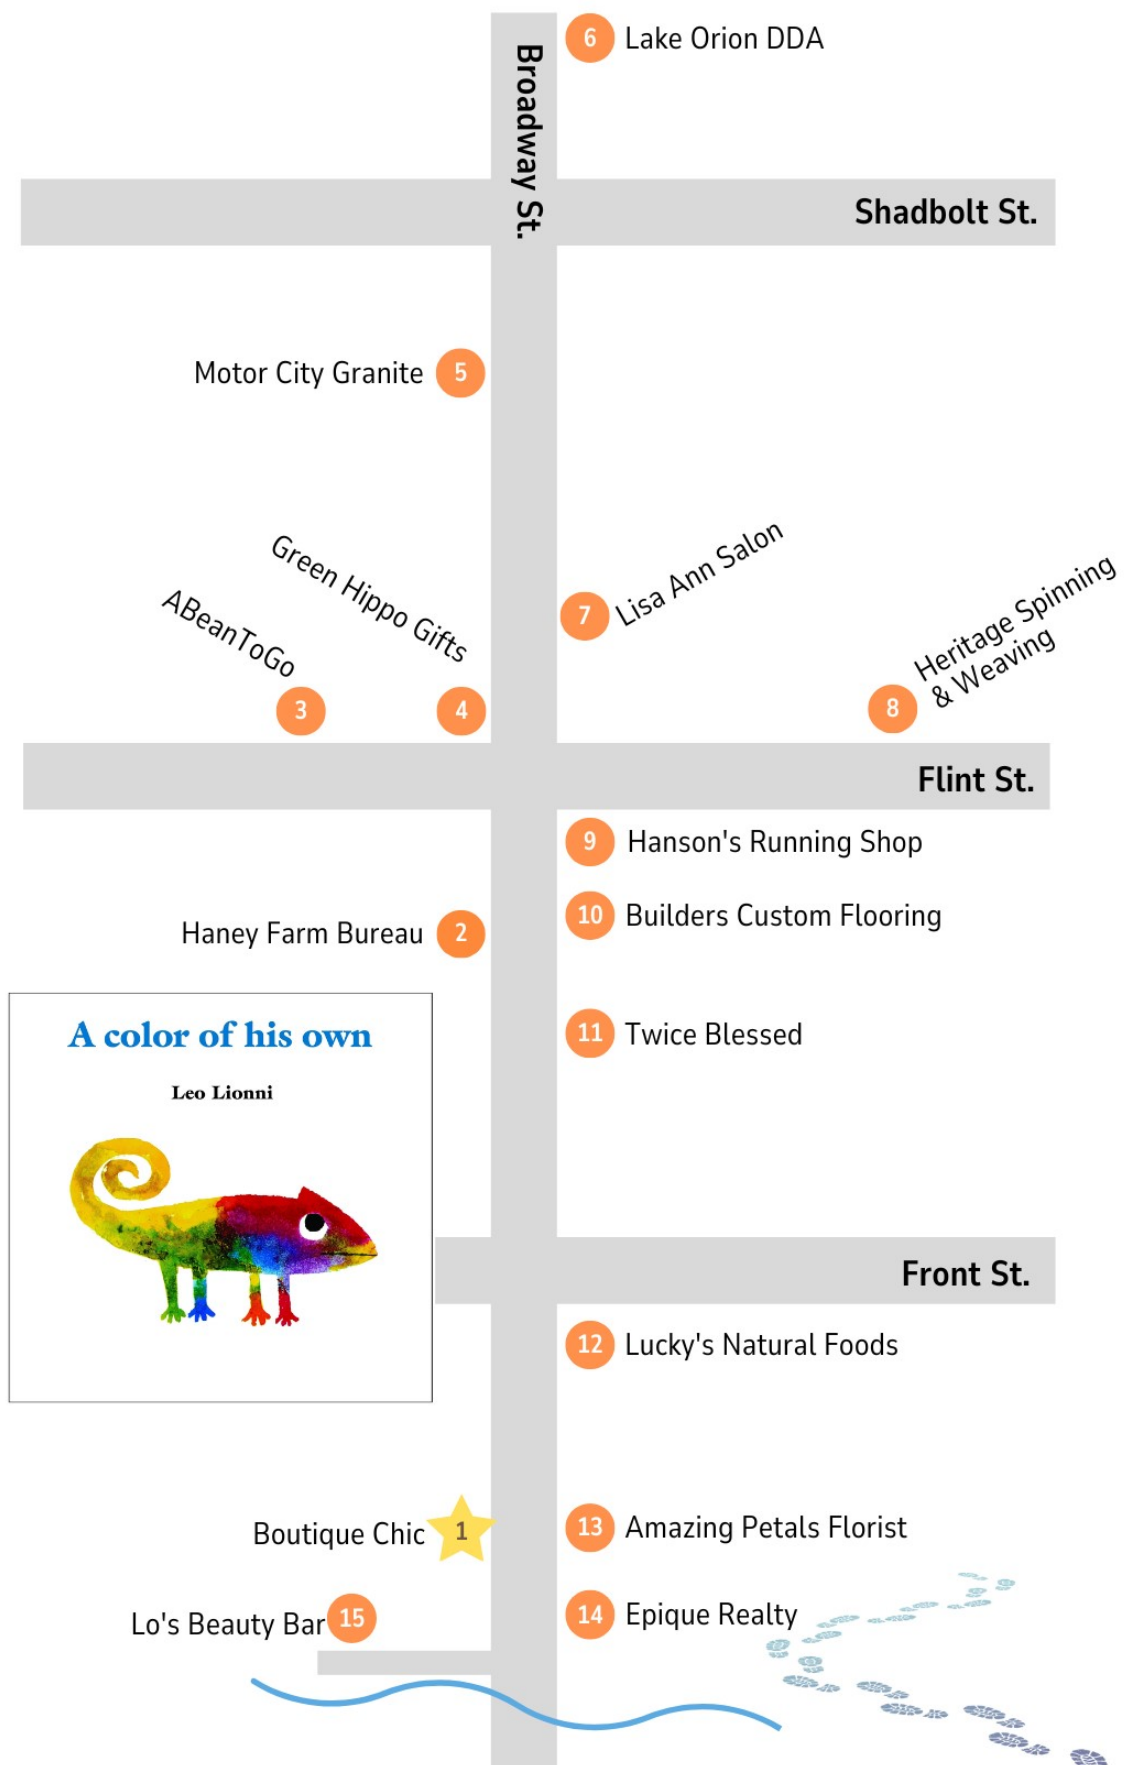 6 Lake Orion DDA
Broadway St.
Shadbolt St.
Motor City Granite 5
Green Hippo Gifts
4
ABeanToGo
3
7 Lisa Ann Salon
Heritage Spinning
& Weaving
8
Flint St.
9 Hanson's Running Shop
Haney Farm Bureau 2
10 Builders Custom Flooring
11 Twice Blessed
A color of his own
Leo Lionni
Front St.
12 Lucky's Natural Foods
Boutique Chic 1
13 Amazing Petals Florist
Lo's Beauty Bar 15
14 Epique Realty